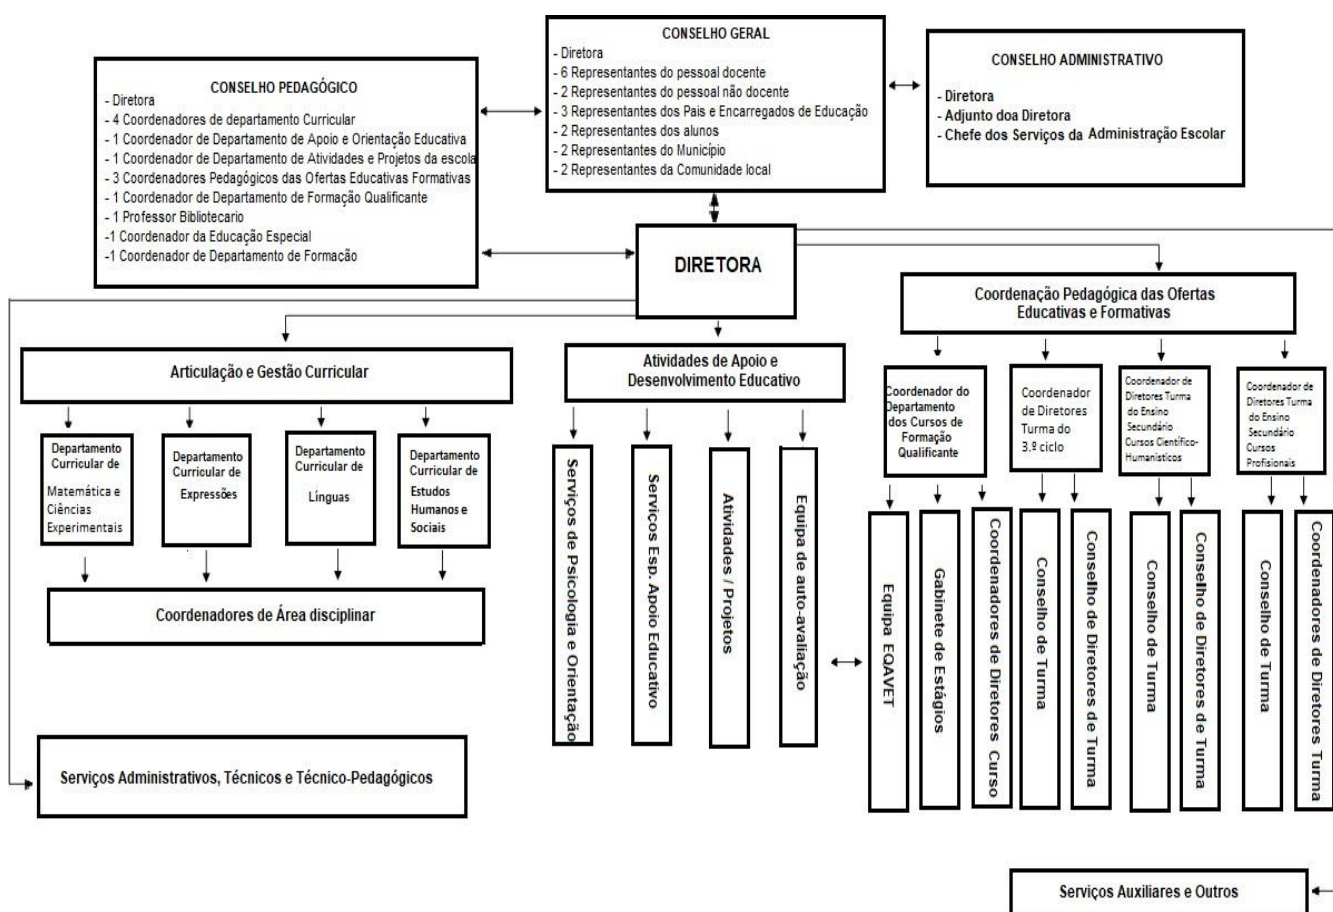 CONSELHO GERAL
- Diretora
- 6 Representantes do pessoal docente
- 2 Representantes do pessoal não docente
- 3 Representantes dos Pais e Encarregados de Educação
- 2 Representantes dos alunos
- 2 Representantes do Município
- 2 Representantes da Comunidade local
CONSELHO PEDAGÓGICO
- Diretora
- 4 Coordenadores de departamento Curricular
- 1 Coordenador de Departamento de Apoio e Orientação Educativa
- 1 Coordenador de Departamento de Atividades e Projetos da escola
- 3 Coordenadores Pedagógicos das Ofertas Educativas Formativas
- 1 Coordenador de Departamento de Formação Qualificante
- 1 Professor Bibliotecario
-1 Coordenador da Educação Especial
-1 Coordenador de Departamento de Formação
CONSELHO ADMINISTRATIVO
- Diretora
- Adjunto doa Diretora
- Chefe dos Serviços da Administração Escolar
DIRETORA
Articulação e Gestão Curricular
Departamento
Curricular de
Matemática e
Ciências
Experimentais
Departamento
Curricular de
Expressões
Departamento
Curricular de
Línguas
Departamento
Curricular de
Estudos
Humanos e
Sociais
Coordenadores de Área disciplinar
Atividades de Apoio e
Desenvolvimento Educativo
Serviços de Psicologia e Orientação
Serviços Esp. Apoio Educativo
Atividades / Projetos
Equipa de auto-avaliação
Coordenação Pedagógica das Ofertas
Educativas e Formativas
Coordenador do
Departamento
dos Cursos de
Formação
Qualificante
Coordenador
de Diretores
Turma do
3.º ciclo
Coordenador de
Diretores Turma
do Ensino
Secundário
Cursos Científico-
Humanísticos
Coordenador de
Diretores Turma
do Ensino
Secundário
Cursos
Profisionais
Equipa EQAVET
Gabinete de Estágios
Coordenadores de Diretores Curso
Conselho de Turma
Conselho de Diretores de Turma
Conselho de Turma
Conselho de Diretores de Turma
Conselho de Turma
Coordenadores de Diretores Turma
Serviços Administrativos, Técnicos e Técnico-Pedagógicos
Serviços Auxiliares e Outros